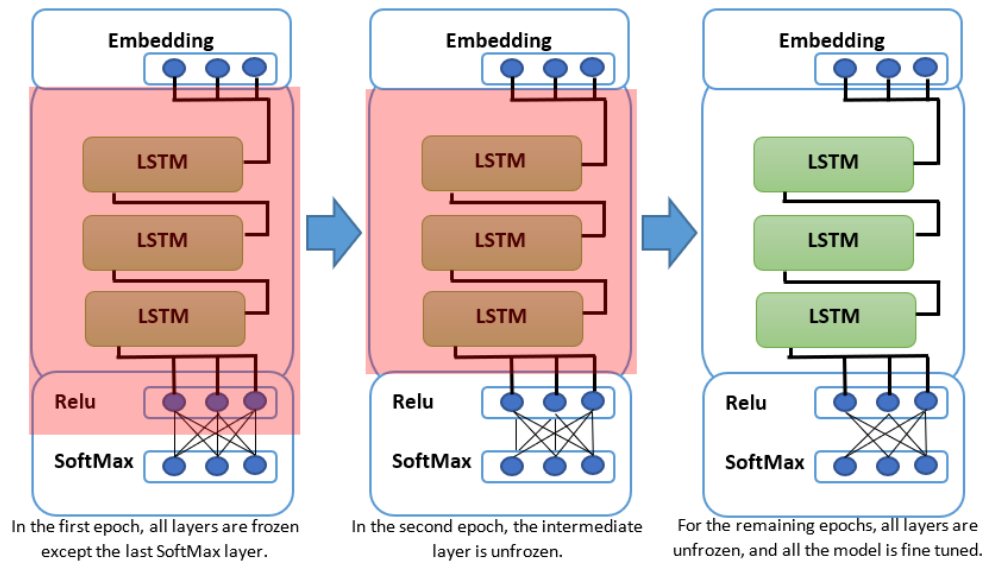 Embedding
LSTM
LSTM
LSTM
Relu
SoftMax
In the first epoch, all layers are frozen
except the last SoftMax layer.
Embedding
LSTM
LSTM
LSTM
Relu
SoftMax
In the second epoch, the intermediate
layer is unfrozen.
Embedding
LSTM
LSTM
LSTM
Relu
SoftMax
For the remaining epochs, all layers are
unfrozen, and all the model is fine tuned.